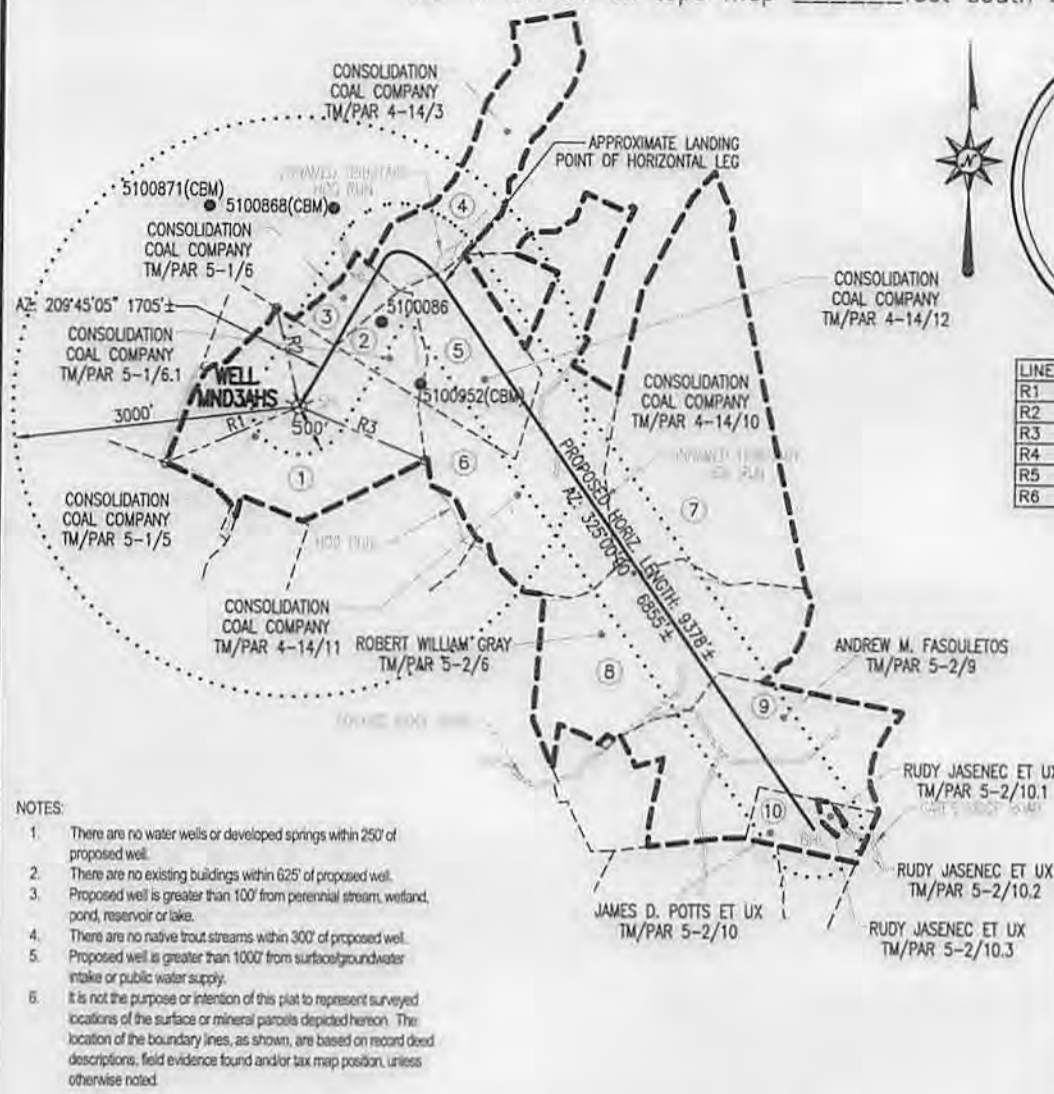 CONSOLIDATION
COAL COMPANY
TM/PAR 4-14/3
APPROXIMATE LANDING
POINT OF HORIZONTAL LEG
N
4
5100871(CBM)
5100868(CBM)
HOD RUN
CONSOLIDATION
COAL COMPANY
TM/PAR 5-1/6
AZ: 209°45'05" 1705'±
3
5100086
2
5
CONSOLIDATION
COAL COMPANY
TM/PAR 5-1/6.1
R2
WELL
MND3AHS
SHL
3000'
R1
500'
R3
5100952(CBM)
1
6
CONSOLIDATION
COAL COMPANY
TM/PAR 4-14/12
CONSOLIDATION
COAL COMPANY
TM/PAR 4-14/10
7
LINE
R1
R2
R3
R4
R5
R6
PROPOSED HORIZ. LENGTH: 9378'±
AZ: 325°00'00"
6855'±
CONSOLIDATION
COAL COMPANY
TM/PAR 5-1/5
HOD RUN
CONSOLIDATION
COAL COMPANY
TM/PAR 4-14/11
ROBERT WILLIAM GRAY
TM/PAR 5-2/6
8
ANDREW M. FASOULETOS
TM/PAR 5-2/9
9
RUDY JASENEC ET UX
TM/PAR 5-2/10.1
10
BHL
RUDY JASENEC ET UX
TM/PAR 5-2/10.2
JAMES D. POTTS ET UX
TM/PAR 5-2/10
RUDY JASENEC ET UX
TM/PAR 5-2/10.3
NOTES:
1. There are no water wells or developed springs within 250' of
proposed well.
2. There are no existing buildings within 625' of proposed well.
3. Proposed well is greater than 100' from perennial stream, wetland,
pond, reservoir or lake.
4. There are no native trout streams within 300' of proposed well.
5. Proposed well is greater than 1000' from surface/groundwater
intake or public water supply.
6. It is not the purpose or intention of this plat to represent surveyed
locations of the surface or mineral parcels depicted hereon. The
location of the boundary lines, as shown, are based on record deed
descriptions, field evidence found and/or tax map position, unless
otherwise noted.